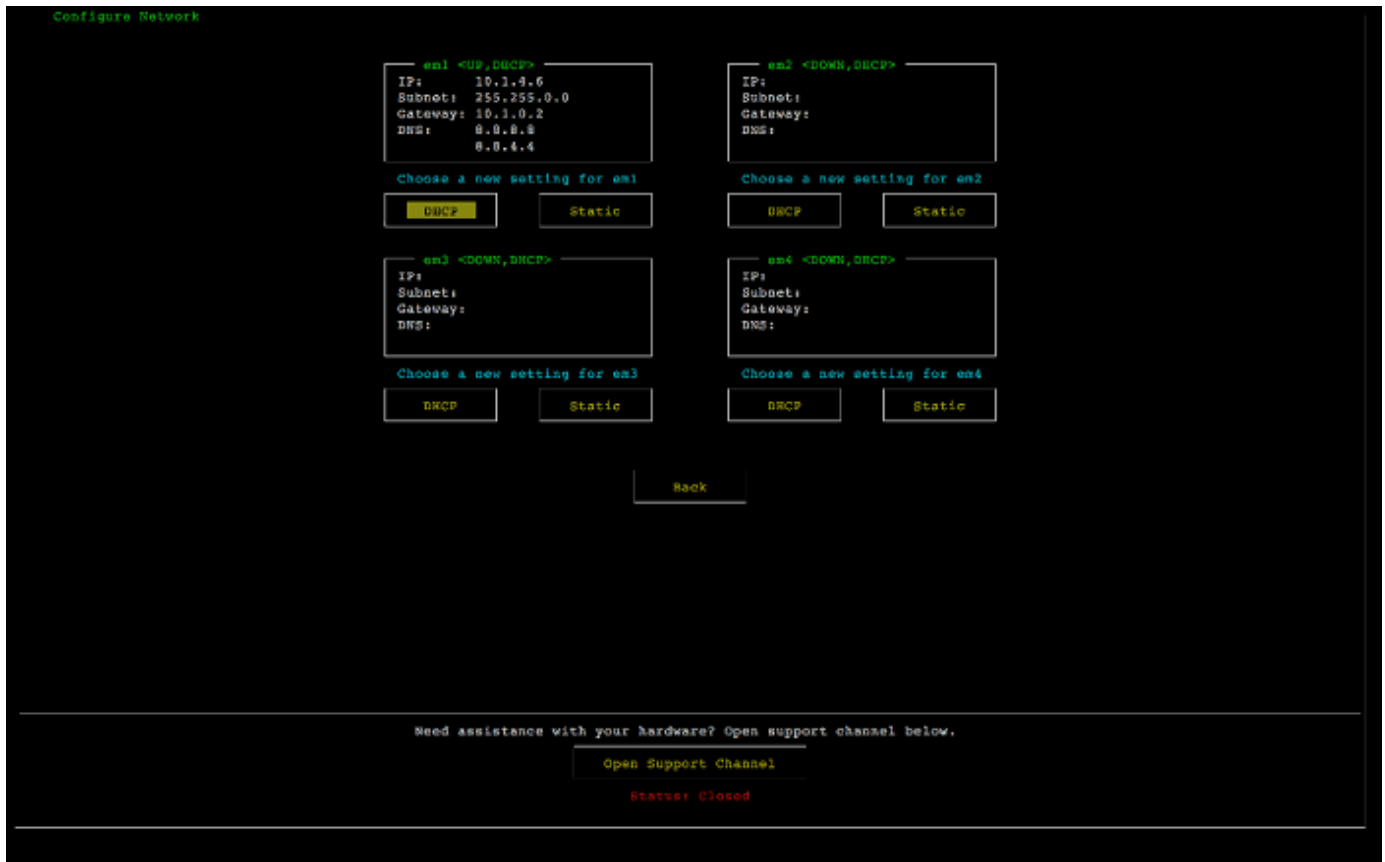 Configure Network
em1 <UP,DHCP>
IP: 10.1.4.6
Subnet: 255.255.0.0
Gateway: 10.1.0.2
DNS: 8.8.8.8
8.8.4.4
Choose a new setting for em1
DHCP Static
em2 <DOWN,DHCP>
IP:
Subnet:
Gateway:
DNS:
Choose a new setting for em2
DHCP Static
em3 <DOWN,DHCP>
IP:
Subnet:
Gateway:
DNS:
Choose a new setting for em3
DHCP Static
em4 <DOWN,DHCP>
IP:
Subnet:
Gateway:
DNS:
Choose a new setting for em4
DHCP Static
Back
Need assistance with your hardware? Open support channel below.
Open Support Channel
Status: Closed